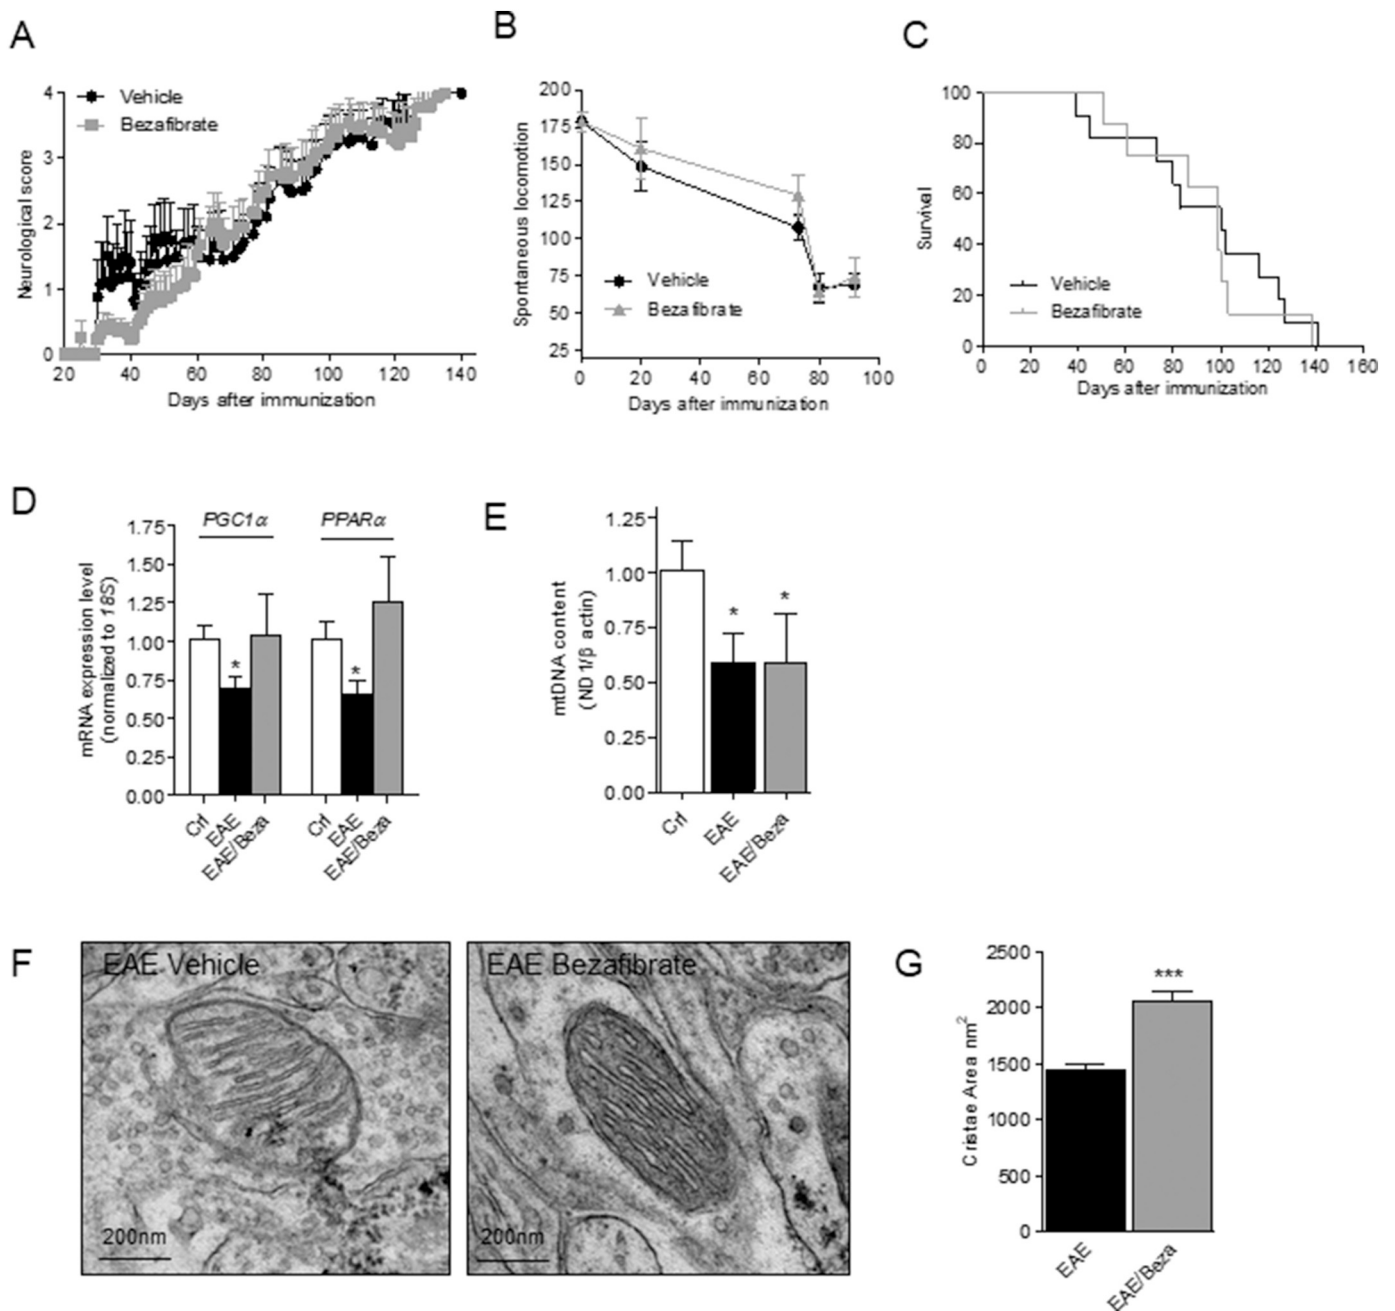 A
Neurological score
4
3
2
1
0
Vehicle
Bezafibrate
20 40 60 80 100 120 140
Days after immunization
B
Spontaneous locomotion
200
175
150
125
100
75
50
25
Vehicle
Bezafibrate
0 20 40 60 80 100
Days after immunization
C
Survival
100
80
60
40
20
0
Vehicle
Bezafibrate
0 20 40 60 80 100 120 140 160
Days after immunization
D
mRNA expression level
(normalized to 18S)
1.75
1.50
1.25
1.00
0.75
0.50
0.25
0.00
PGC1α PPARα
* *
Crl EAE EAE/Beza Crl EAE EAE/Beza
E
mtDNA content
(ND1/β actin)
1.25
1.00
0.75
0.50
0.25
0.00
* *
Crl EAE EAE/Beza
F
EAE Vehicle
200nm
EAE Bezafibrate
200nm
G
Cristae Area nm²
2500
2000
1500
1000
500
0
***
EAE EAE/Beza